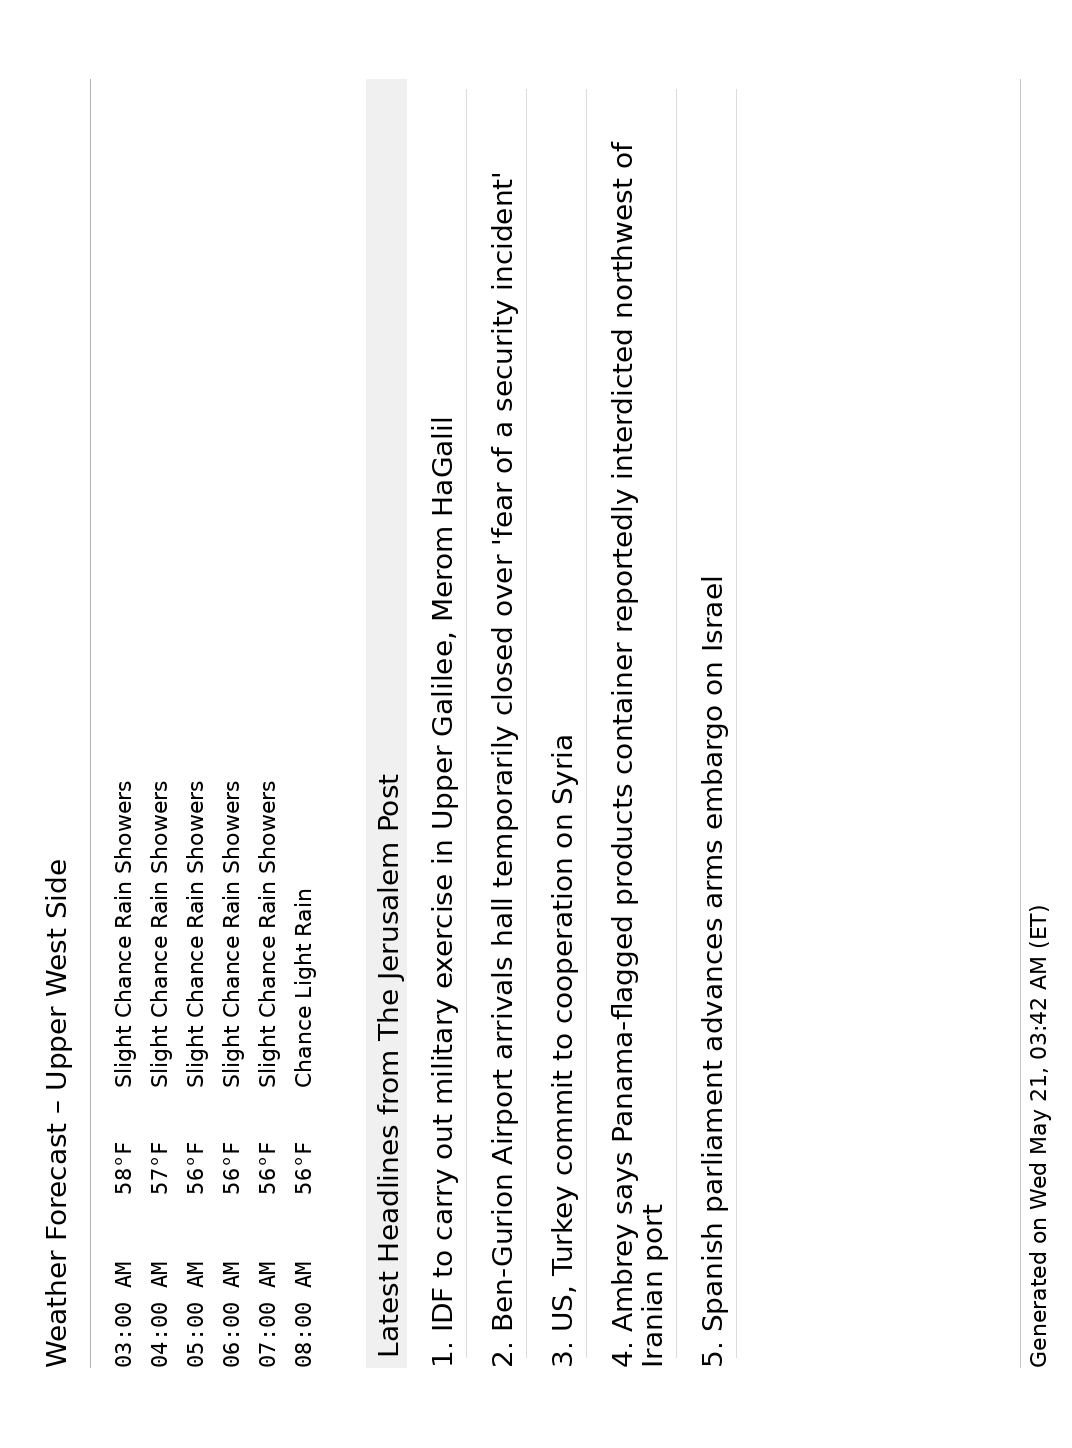 Weather Forecast – Upper West Side
03:00 AM 58°F Slight Chance Rain Showers
04:00 AM 57°F Slight Chance Rain Showers
05:00 AM 56°F Slight Chance Rain Showers
06:00 AM 56°F Slight Chance Rain Showers
07:00 AM 56°F Slight Chance Rain Showers
08:00 AM 56°F Chance Light Rain
Latest Headlines from The Jerusalem Post
1. IDF to carry out military exercise in Upper Galilee, Merom HaGalil
2. Ben-Gurion Airport arrivals hall temporarily closed over 'fear of a security incident'
3. US, Turkey commit to cooperation on Syria
4. Ambrey says Panama-flagged products container reportedly interdicted northwest of
Iranian port
5. Spanish parliament advances arms embargo on Israel
Generated on Wed May 21, 03:42 AM (ET)